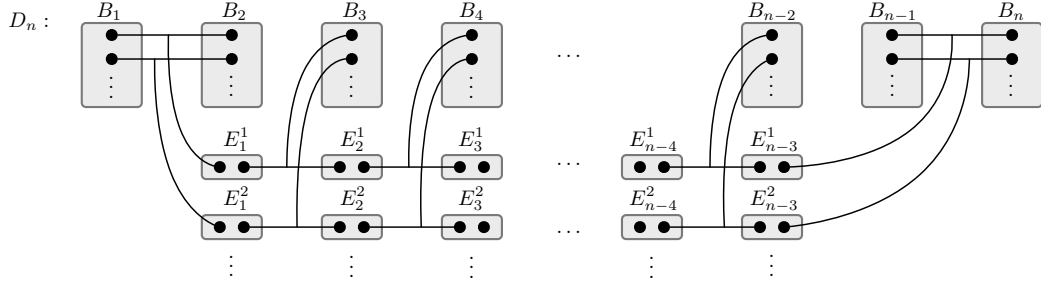 D_n : B_1 B_2 B_3 B_4 ... B_{n-2} B_{n-1} B_n
E_1^1 E_2^1 E_3^1 ... E_{n-4}^1 E_{n-3}^1
E_1^2 E_2^2 E_3^2 ... E_{n-4}^2 E_{n-3}^2